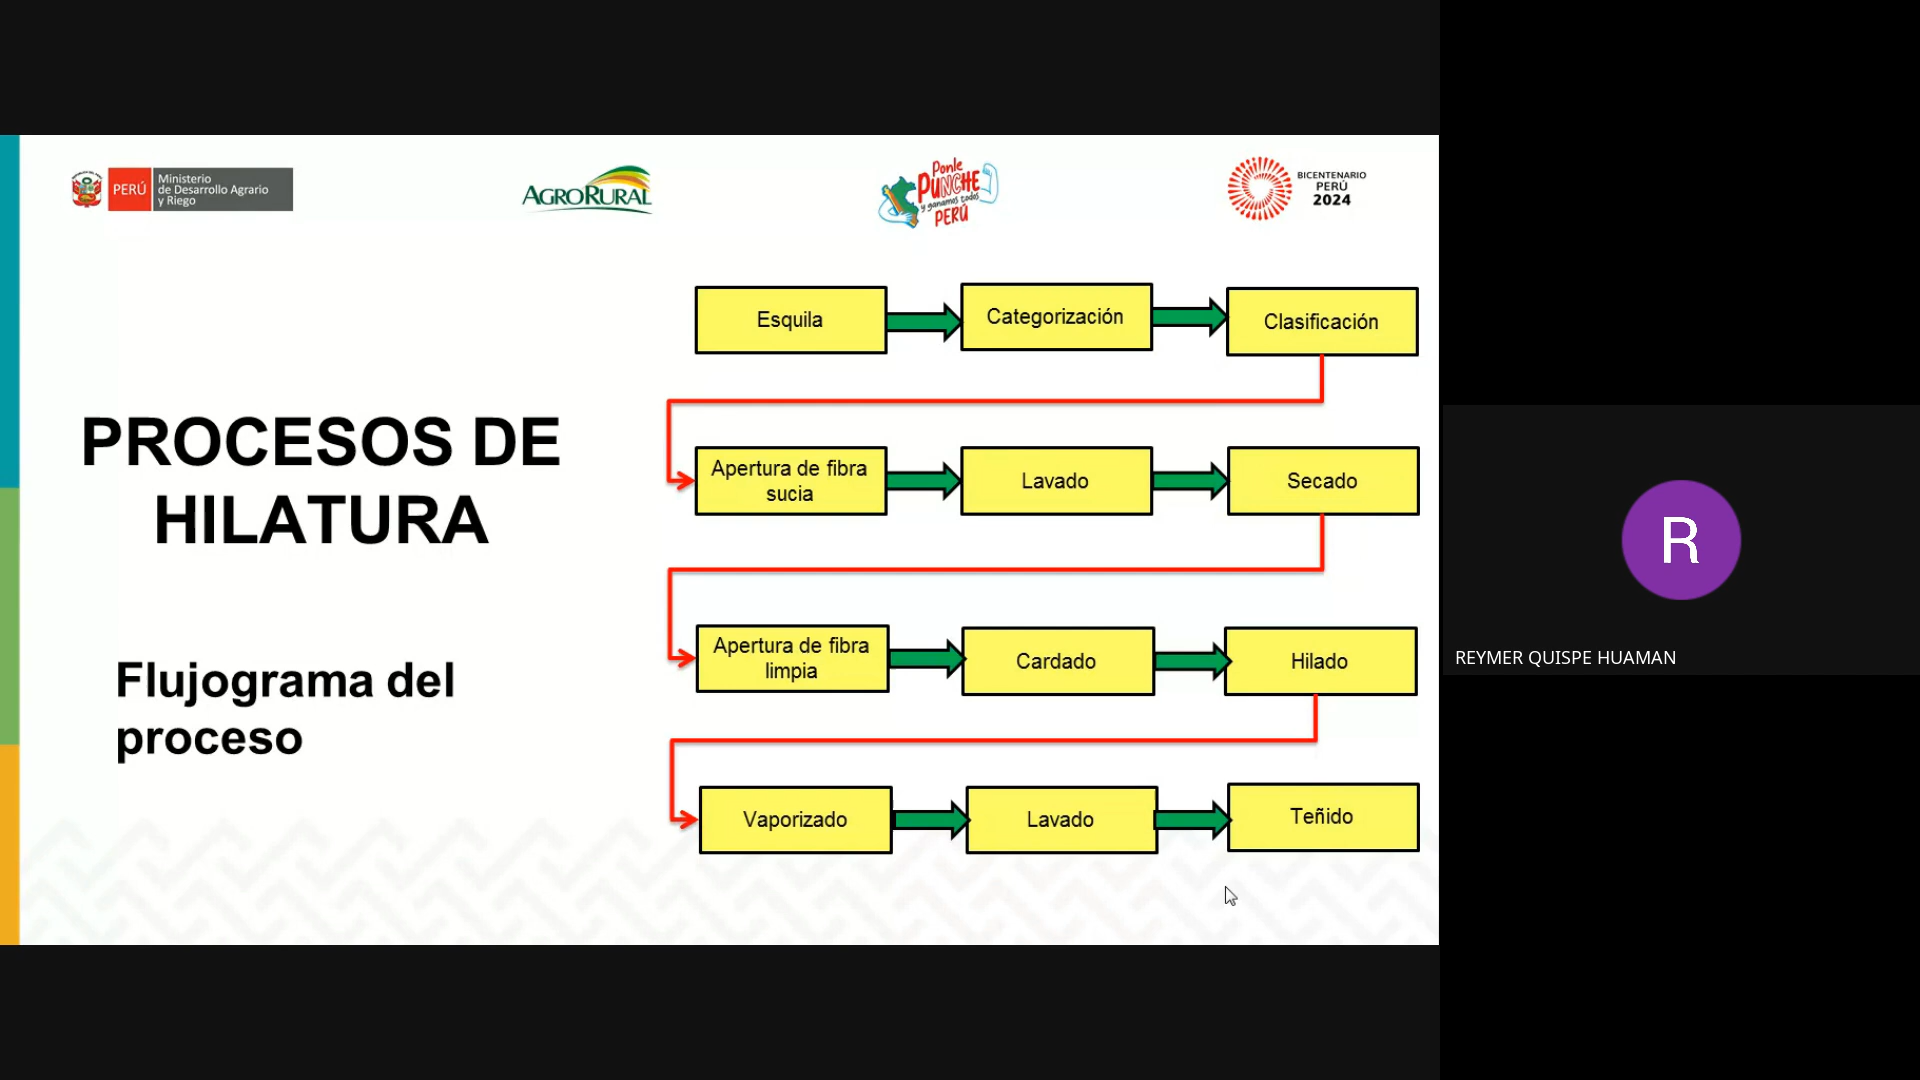 PERÚ
Ministerio
de Desarrollo Agrario
y Riego
AGRORURAL
Ponle
PUNCHE
y ganamos todos
PERÚ
BICENTENARIO
PERÚ
2024
PROCESOS DE
HILATURA
Flujograma del
proceso
Esquila
Categorización
Clasificación
Apertura de fibra
sucia
Lavado
Secado
Apertura de fibra
limpia
Cardado
Hilado
Vaporizado
Lavado
Teñido
R
REYMER QUISPE HUAMAN